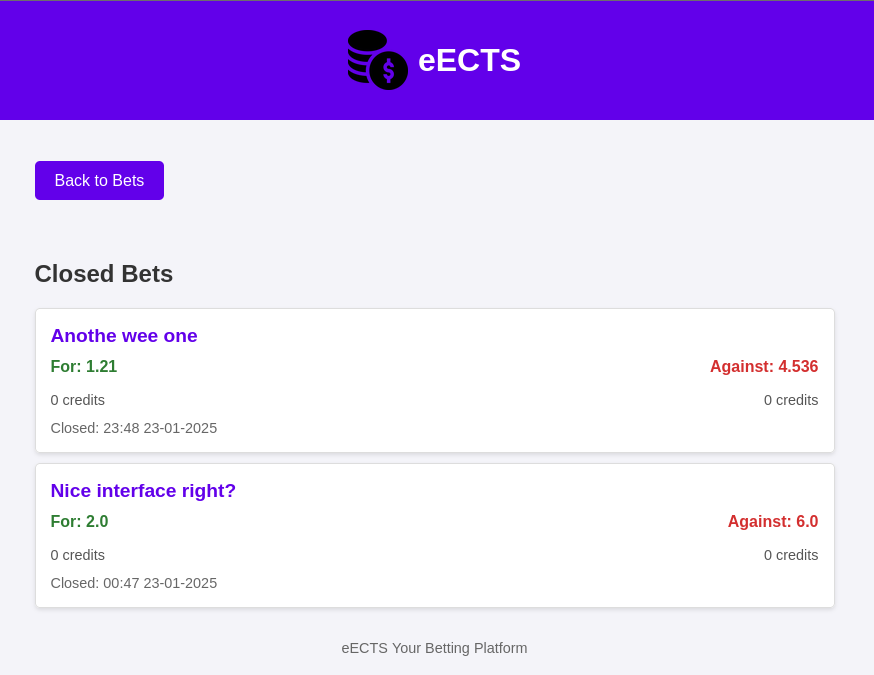 $ eECTS
Back to Bets
Closed Bets
Anothe wee one
For: 1.21 Against: 4.536
0 credits 0 credits
Closed: 23:48 23-01-2025
Nice interface right?
For: 2.0 Against: 6.0
0 credits 0 credits
Closed: 00:47 23-01-2025
eECTS Your Betting Platform